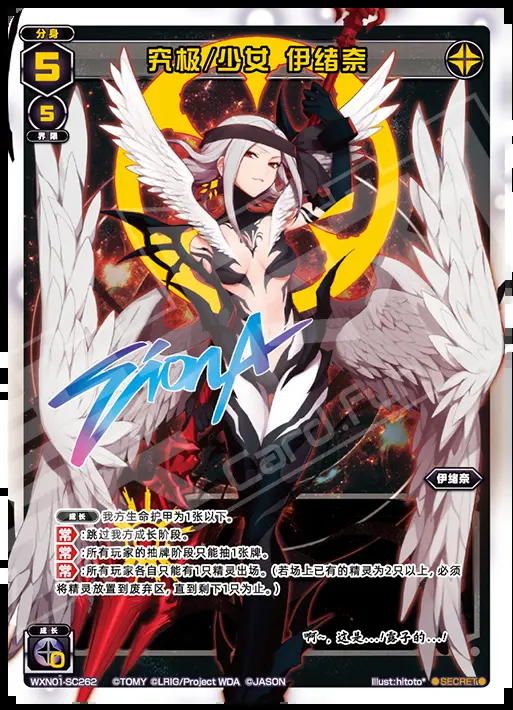 分身
5
究极/少女 伊绪奈
5
界限
Card.fun
伊绪奈
成长 我方生命护甲为1张以下。
常:跳过我方成长阶段。
常:所有玩家的抽牌阶段只能抽1张牌。
常:所有玩家各自只能有1只精灵出场。(若场上已有的精灵为2只以上,必须
将精灵放置到废弃区,直到剩下1只为止。)
啊~,这是...!露子的...!
成长
0
WXN01-SC262 ©TOMY ©LRIG/Project WDA ©JASON Illust:hitoto* SECRET